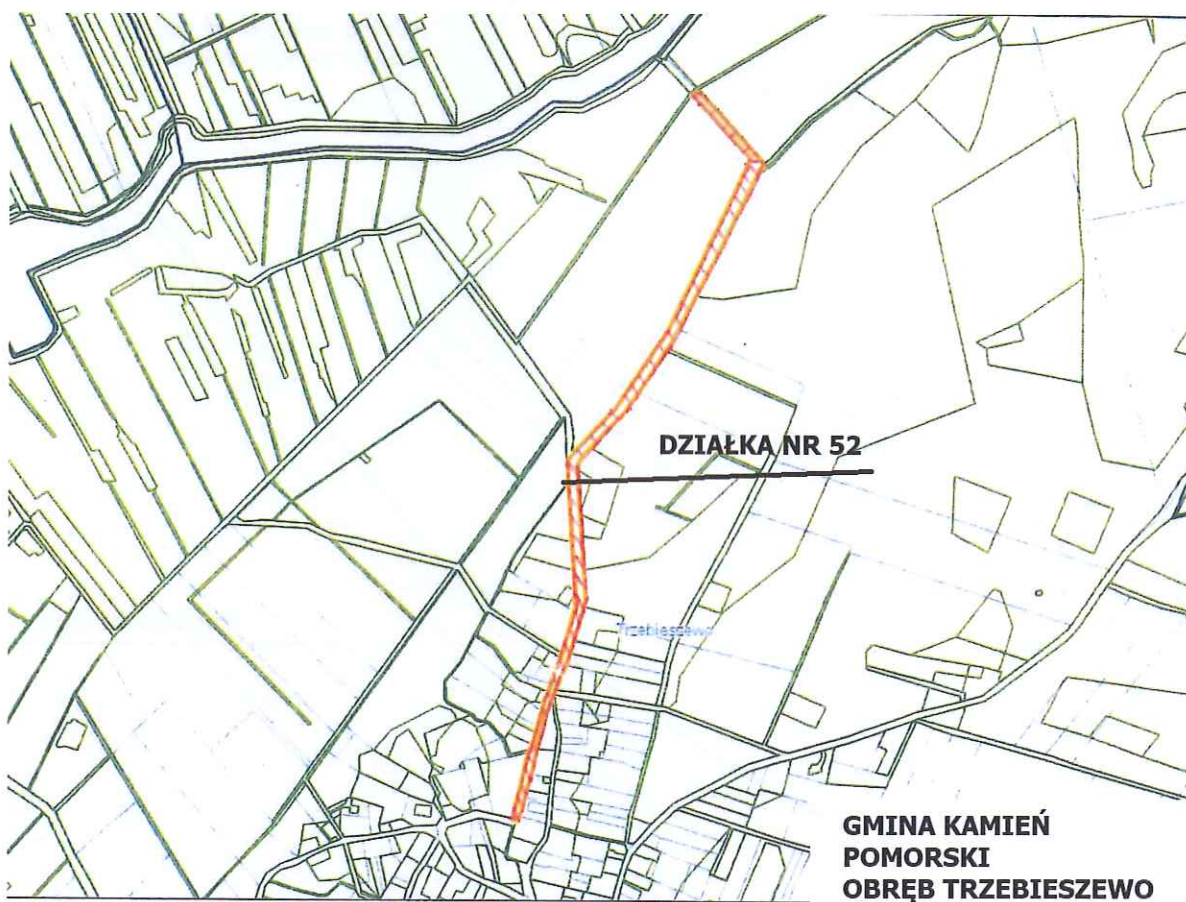 DZIAŁKA NR 52
Trzebieszewo
GMINA KAMIEŃ
POMORSKI
OBRĘB TRZEBIESZEWO